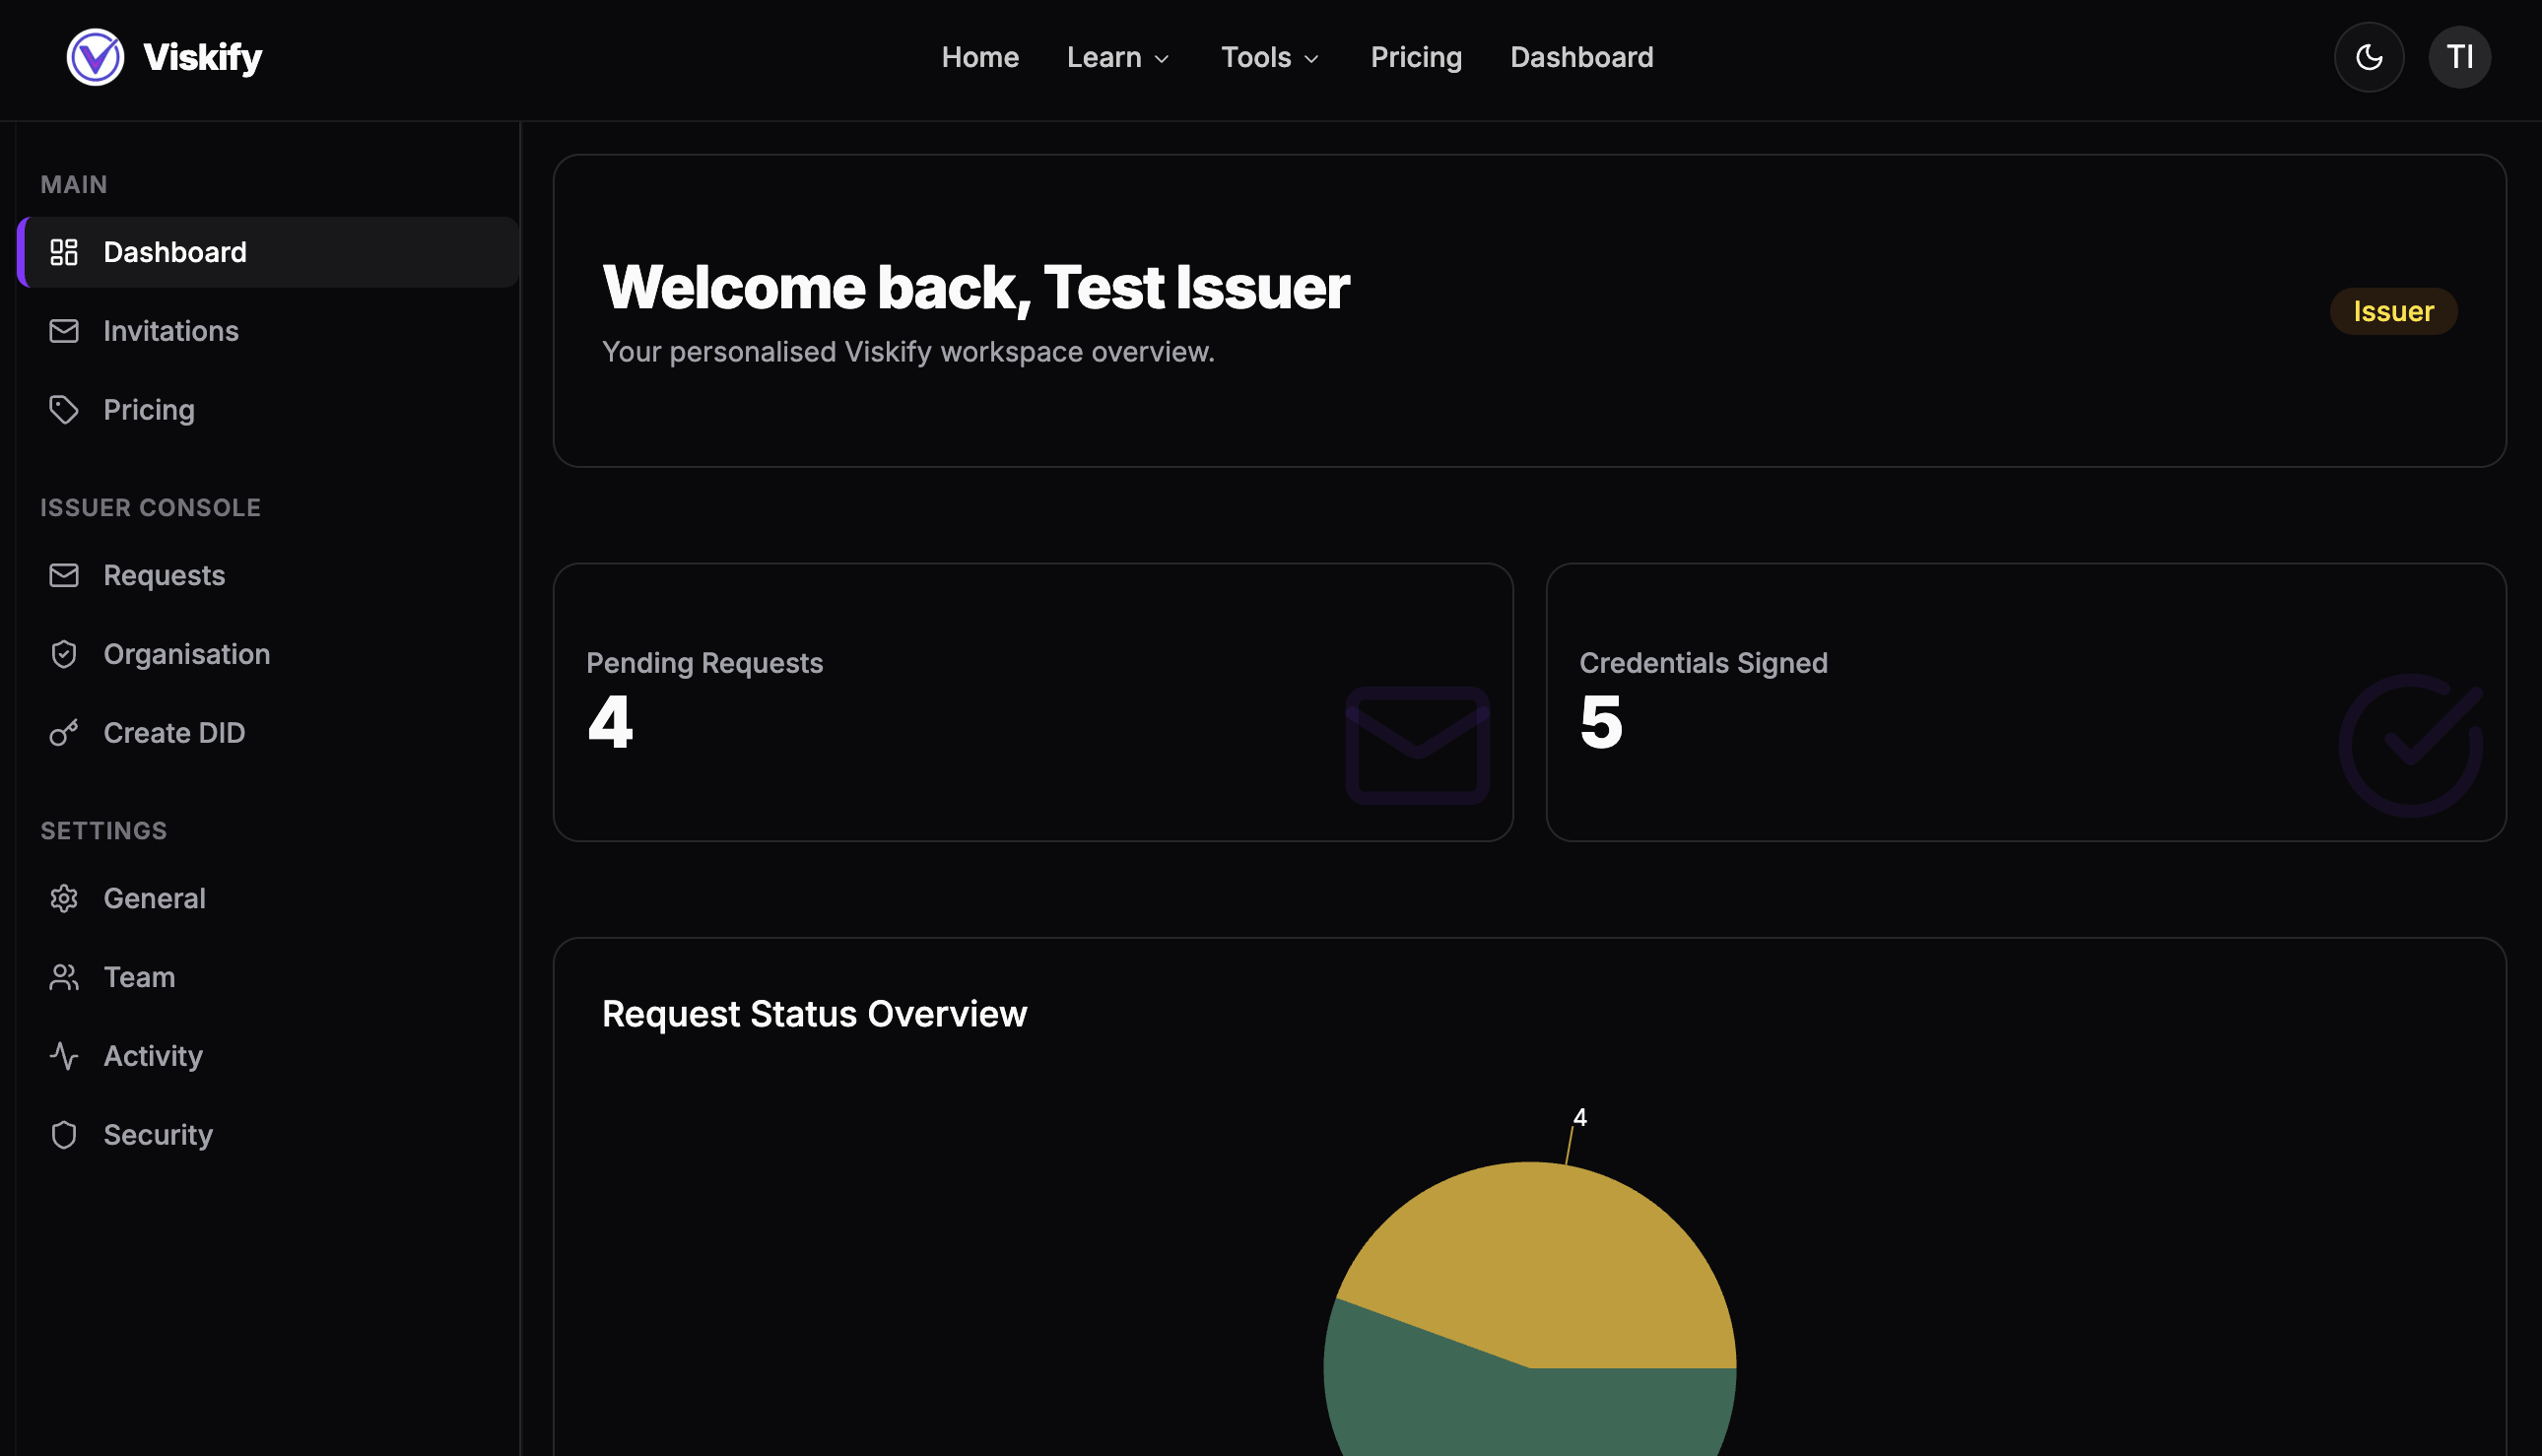 Viskify
Home Learn Tools Pricing Dashboard
TI
MAIN
Dashboard
Invitations
Pricing
ISSUER CONSOLE
Requests
Organisation
Create DID
SETTINGS
General
Team
Activity
Security
Welcome back, Test Issuer
Your personalised Viskify workspace overview.
Issuer
Pending Requests
4
Credentials Signed
5
Request Status Overview
4